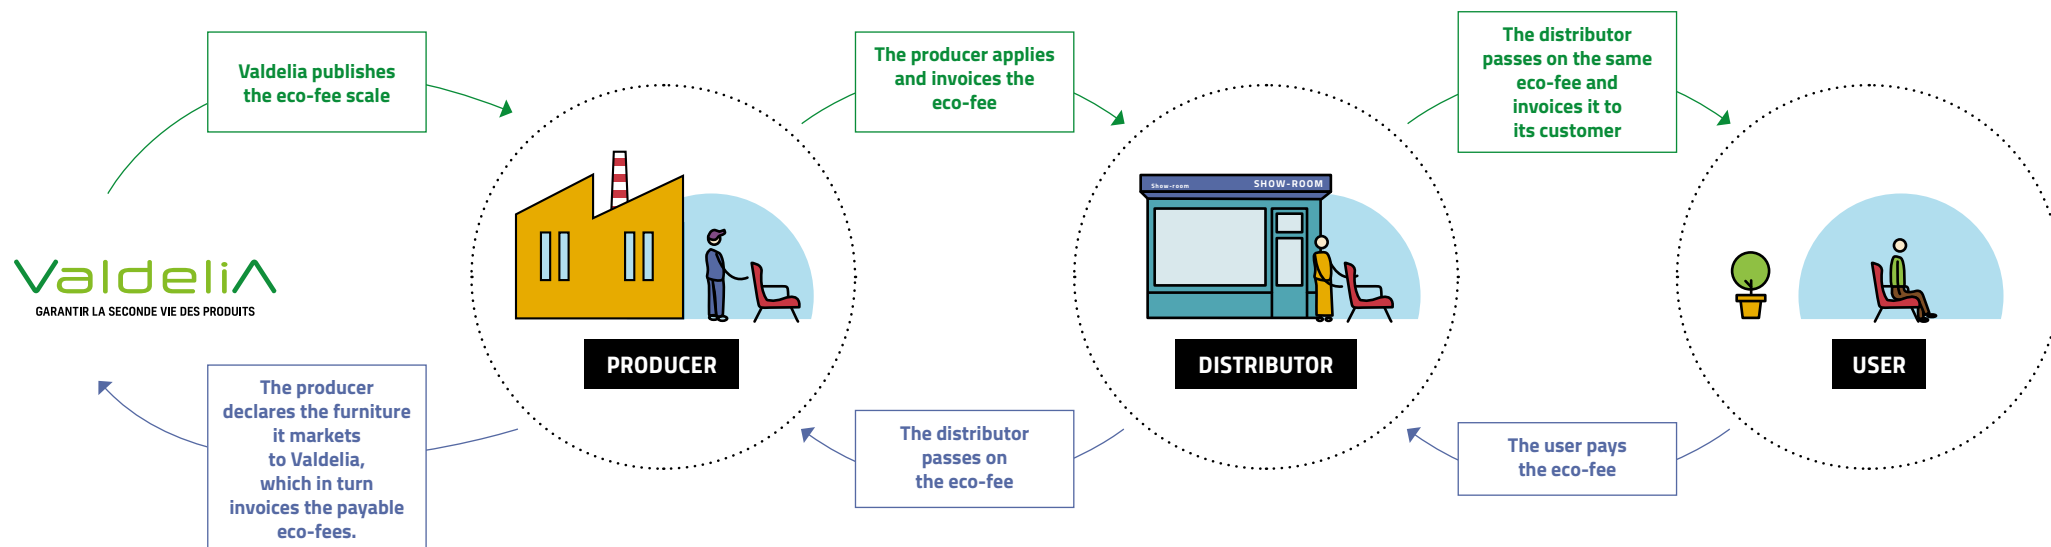 Valdelia publishes
the eco-fee scale
The producer applies
and invoices the
eco-fee
The distributor
passes on the same
eco-fee and
invoices it to
its customer
Show-room
SHOW-ROOM
ValdeliA
GARANTIR LA SECONDE VIE DES PRODUITS
PRODUCER
DISTRIBUTOR
USER
The producer
declares the furniture
it markets
to Valdelia,
which in turn
invoices the payable
eco-fees.
The distributor
passes on
the eco-fee
The user pays
the eco-fee